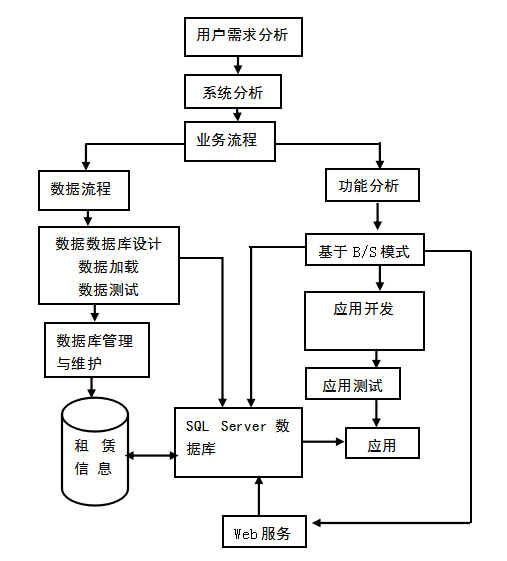 用户需求分析
系统分析
业务流程
数据流程
功能分析
数据数据库设计
数据加载
数据测试
基于 B/S 模式
应用开发
数据库管理
与维护
应用测试
租 赁
信 息
SQL Server 数
据库
应用
Web 服务